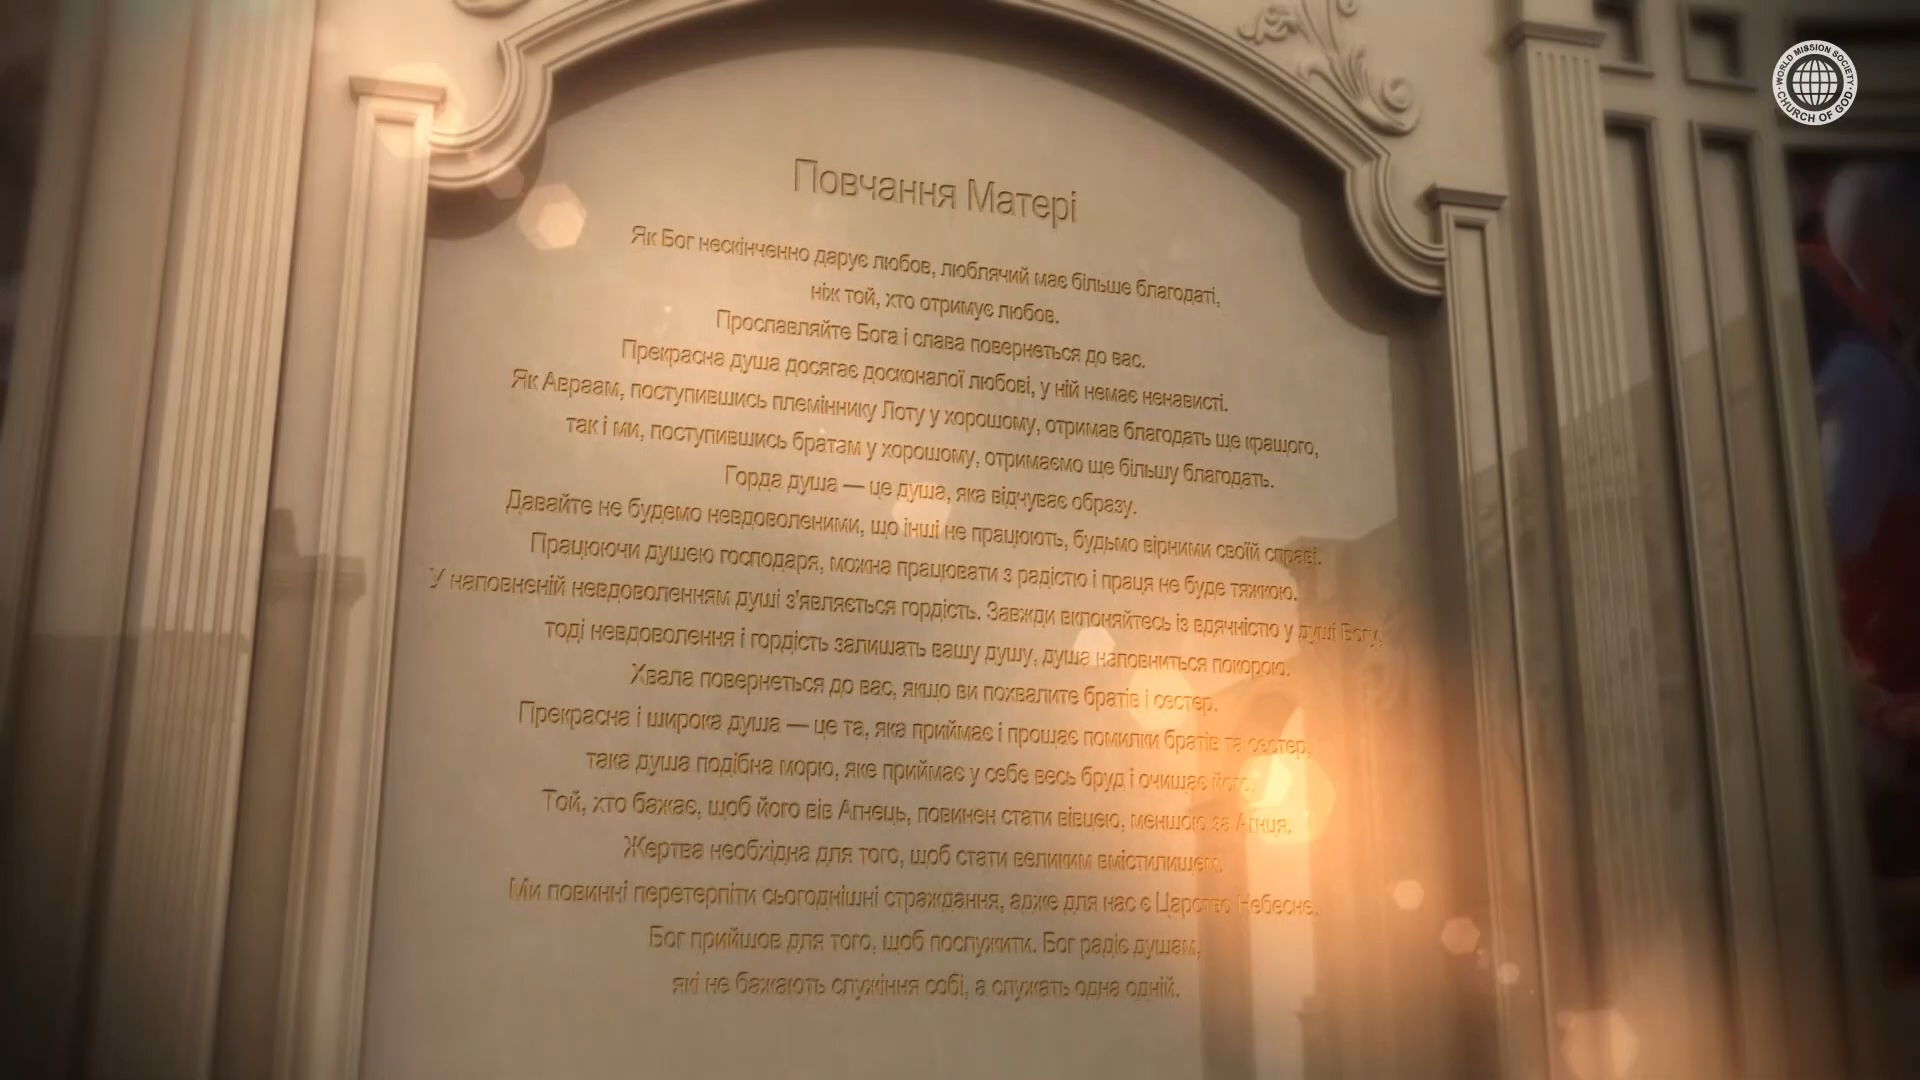 WORLD MISSION SOCIETY
CHURCH OF GOD
Повчання Матері
Як Бог нескінченно дарує любов, люблячий має більше благодаті,
ніж той, хто отримує любов.
Прославляйте Бога і слава повернеться до вас.
Прекрасна душа досягає досконалої любові, у ній немає ненависті.
Як Авраам, поступившись племіннику Лоту у хорошому, отримав благодать ще кращого,
так і ми, поступившись братам у хорошому, отримаємо ще більшу благодать.
Горда душа — це душа, яка відчуває образу.
Давайте не будемо невдоволеними, що інші не працюють, будьмо вірними своїй справі.
Працюючи душею господаря, можна працювати з радістю і праця не буде тяжкою.
У наповненій невдоволенням душі з'являється гордість. Завжди вклоняйтесь із вдячністю у душі Богу,
тоді невдоволення і гордість залишать вашу душу, душа наповниться покорою.
Хвала повернеться до вас, якщо ви похвалите братів і сестер.
Прекрасна і широка душа — це та, яка приймає і прощає помилки братів та сестер,
така душа подібна морю, яке приймає у себе весь бруд і очищає його.
Той, хто бажає, щоб його вів Агнець, повинен стати вівцею, меншою за Агнця.
Жертва необхідна для того, щоб стати великим вмістилищем.
Ми повинні перетерпіти сьогоднішні страждання, адже для нас є Царство Небесне.
Бог прийшов для того, щоб послужити. Бог радіє душам,
які не бажають служіння собі, а служать одна одній.